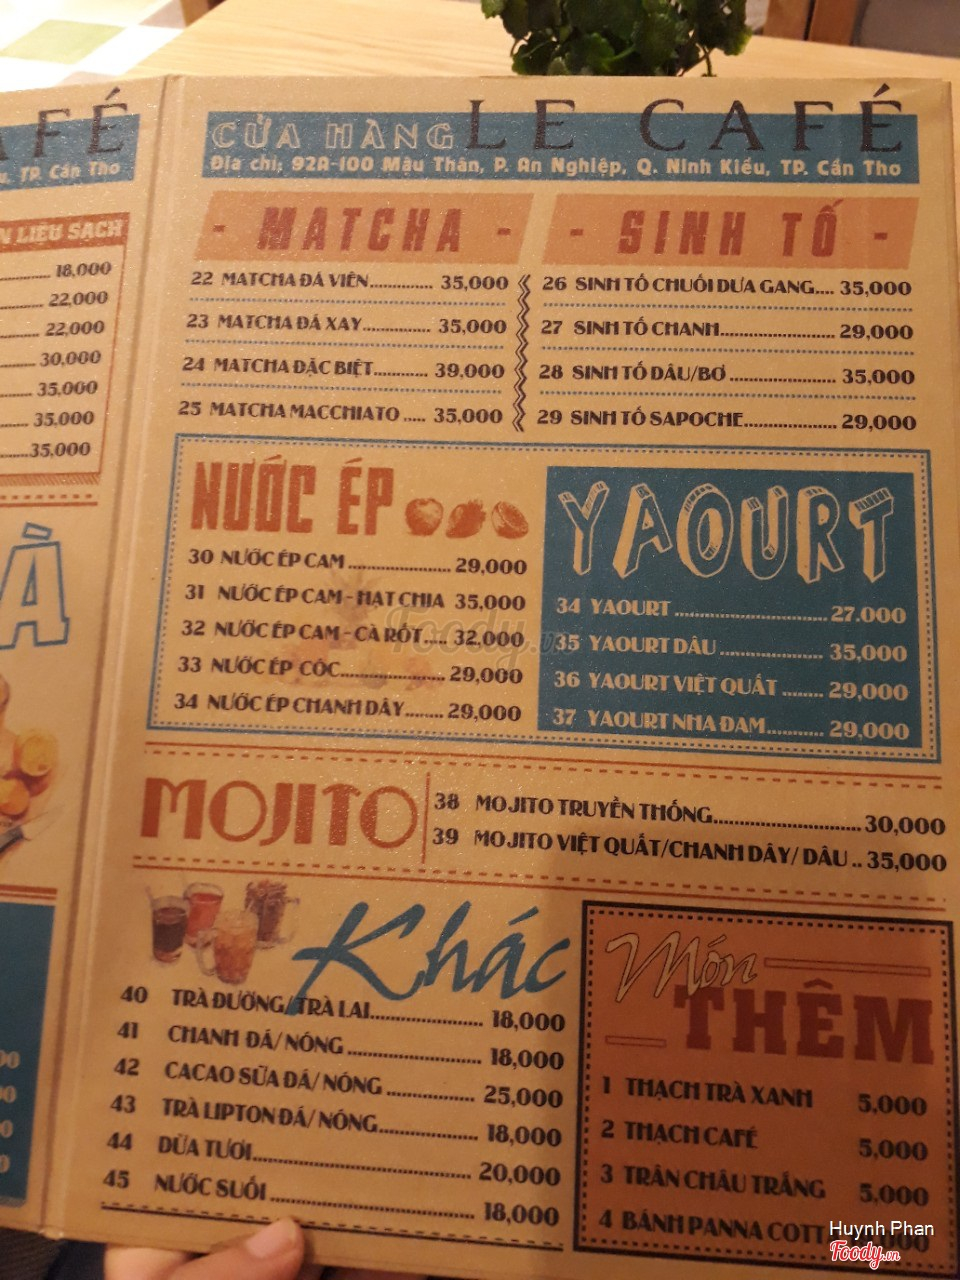 AFÉ
TP. Cần Thơ
N LIỆU SẠCH
18,000
22,000
22,000
30,000
35,000
35,000
35,000
À
LE CAFÉ
CỬA HÀNG
Địa chỉ; 92A-100 Mậu Thân, P. An Nghiệp, Q. Ninh Kiều, TP. Cần Thơ
- MATCHA -
22 MATCHA ĐÁ VIÊN.............. 35,000
23 MATCHA ĐÁ XAY.............. 35,000
24 MATCHA ĐẶC BIỆT............ 39,000
25 MATCHA MACCHIATO ..... 35,000
- SINH TỐ -
26 SINH TỐ CHUỐI DƯA GANG.... 35,000
27 SINH TỐ CHANH.................. 29,000
28 SINH TỐ DÂU/BƠ .................. 35,000
29 SINH TỐ SAPOCHE................ 29,000
NƯỚC ÉP
30 NƯỚC ÉP CAM .................. 29,000
31 NƯỚC ÉP CAM - HẠT CHIA 35,000
32 NƯỚC ÉP CAM - CÀ RỐT..... 32,000
33 NƯỚC ÉP CÓC.................. 29,000
34 NƯỚC ÉP CHANH DÂY........ 29,000
YAOURT
34 YAOURT .......................... 27.000
35 YAOURT DÂU .................. 35,000
36 YAOURT VIỆT QUẤT ....... 29,000
37 YAOURT NHA ĐAM........... 29,000
Foody.vn
MOJITO
38 MOJITO TRUYỀN THỐNG.......................... 30,000
39 MOJITO VIỆT QUẤT/CHANH DÂY/ DÂU .. 35,000
Khác
40 TRÀ ĐƯỜNG/TRÀ LAI.................... 18,000
41 CHANH ĐÁ/ NÓNG ...................... 18,000
42 CACAO SỮA ĐÁ/ NÓNG ................ 25,000
43 TRÀ LIPTON ĐÁ/ NÓNG................. 18,000
44 DỪA TƯƠI.................................. 20,000
45 NƯỚC SUỐI ................................ 18,000
Món
THÊM
1 THẠCH TRÀ XANH 5,000
2 THẠCH CAFÉ 5,000
3 TRÂN CHÂU TRẮNG 5,000
4 BÁNH PANNA COTT
Huynh Phan
Foody.vn